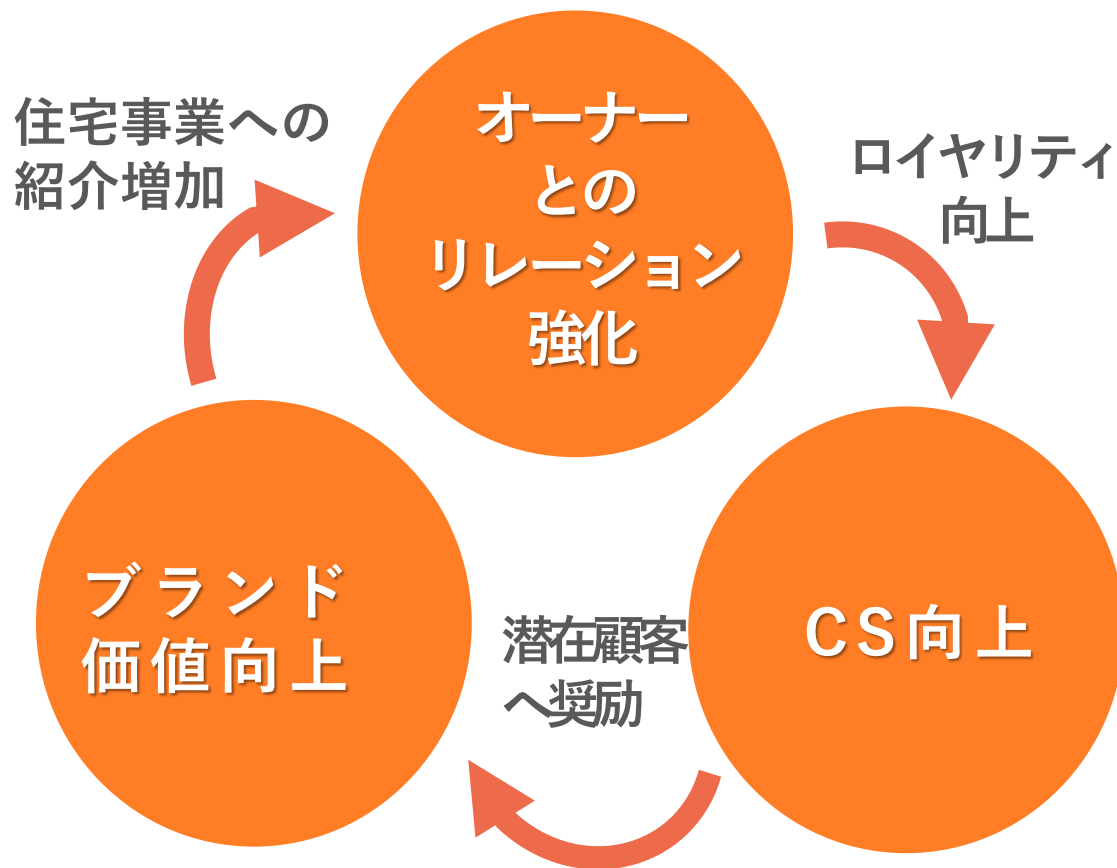 オーナー
との
リレーション
強化
ロイヤリティ
向上
CS向上
潜在顧客
へ奨励
ブランド
価値向上
住宅事業への
紹介増加